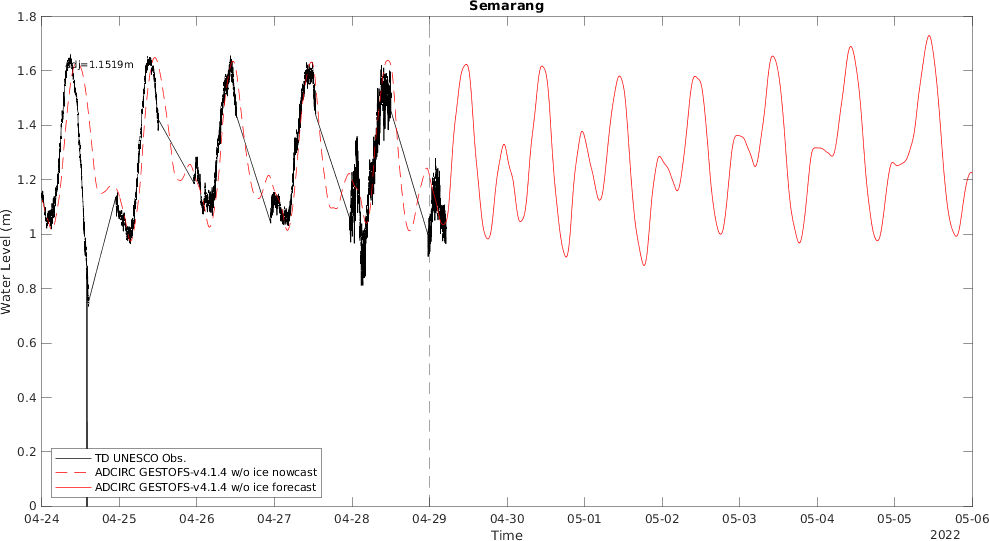 Semarang
1.8
1.6
1.4
1.2
1
0.8
0.6
0.4
0.2
0
Water Level (m)
dj=1.1519m
TD UNESCO Obs.
ADCIRC GESTOFS-v4.1.4 w/o ice nowcast
ADCIRC GESTOFS-v4.1.4 w/o ice forecast
04-24 04-25 04-26 04-27 04-28 04-29 04-30 05-01 05-02 05-03 05-04 05-05 05-06
Time
2022